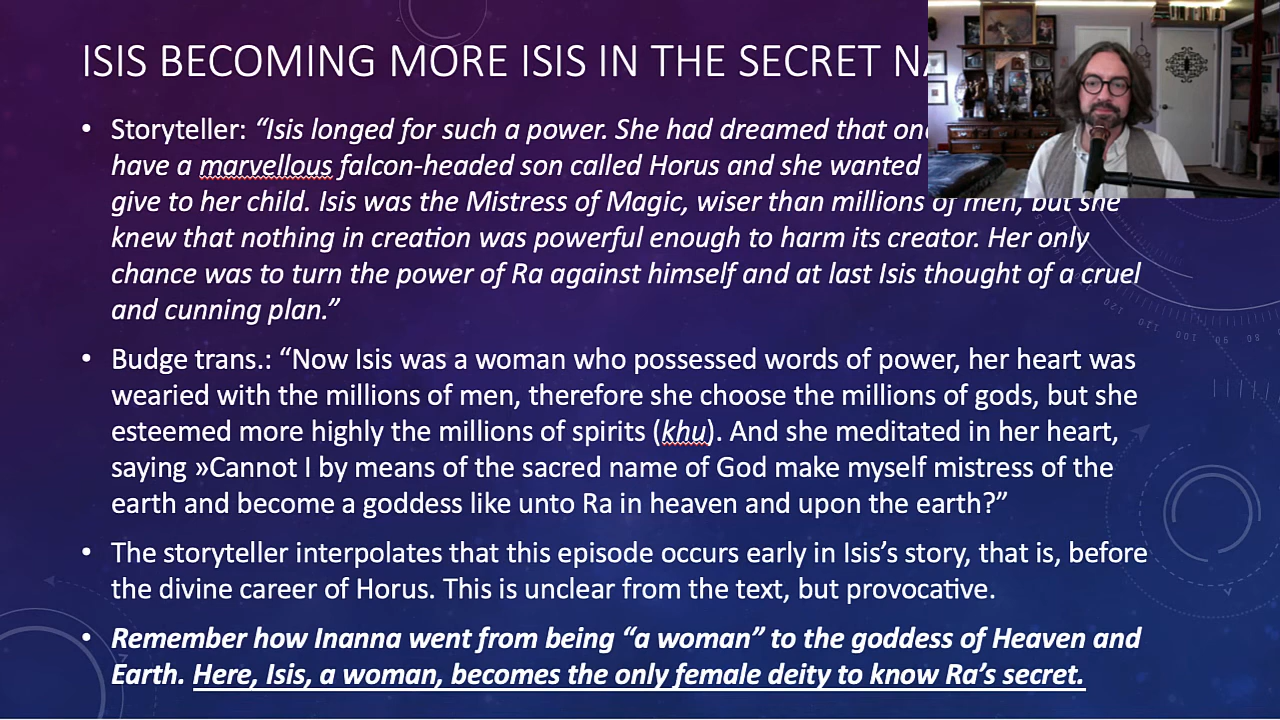 ISIS BECOMING MORE ISIS IN THE SECRET
• Storyteller: “Isis longed for such a power. She had dreamed that
have a marvellous falcon-headed son called Horus and she wanted
give to her child. Isis was the Mistress of Magic, wiser than millions of men, but she
knew that nothing in creation was powerful enough to harm its creator. Her only
chance was to turn the power of Ra against himself and at last Isis thought of a cruel
and cunning plan.”
• Budge trans.: “Now Isis was a woman who possessed words of power, her heart was
wearied with the millions of men, therefore she choose the millions of gods, but she
esteemed more highly the millions of spirits (khu). And she meditated in her heart,
saying »Cannot I by means of the sacred name of God make myself mistress of the
earth and become a goddess like unto Ra in heaven and upon the earth?”
• The storyteller interpolates that this episode occurs early in Isis’s story, that is, before
the divine career of Horus. This is unclear from the text, but provocative.
• Remember how Inanna went from being “a woman” to the goddess of Heaven and
Earth. Here, Isis, a woman, becomes the only female deity to know Ra’s secret.
120
110
100
90
80